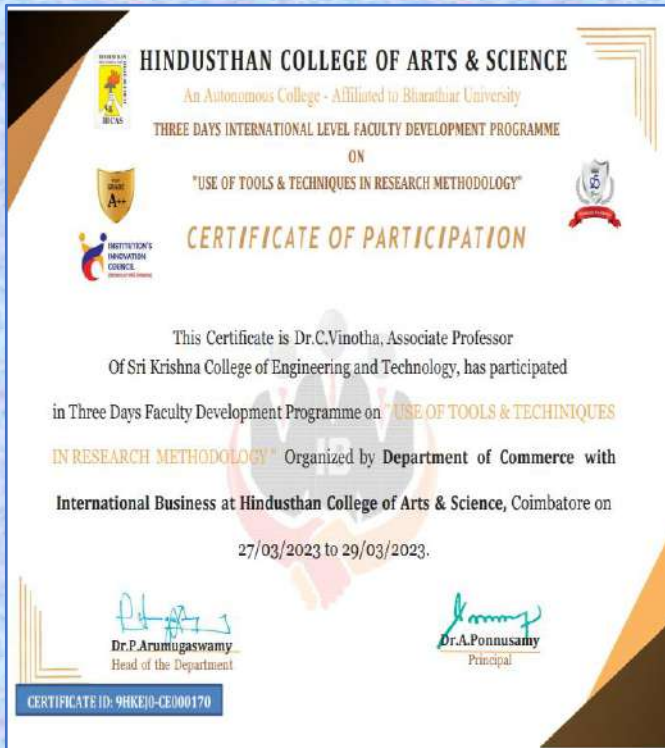 HINDUSTHAN COLLEGE OF ARTS & SCIENCE
An Autonomous College - Affiliated to Bharathiar University
HICAS
THREE DAYS INTERNATIONAL LEVEL FACULTY DEVELOPMENT PROGRAMME
ON
"USE OF TOOLS & TECHNIQUES IN RESEARCH METHODOLOGY"
GRADE
A++
INSTITUTION'S
INNOVATION
COUNCIL
CERTIFICATE OF PARTICIPATION
This Certificate is Dr.C.Vinotha, Associate Professor
Of Sri Krishna College of Engineering and Technology, has participated
in Three Days Faculty Development Programme on "USE OF TOOLS & TECHINIQUES
IN RESEARCH METHODOLOGY" Organized by Department of Commerce with
International Business at Hindusthan College of Arts & Science, Coimbatore on
27/03/2023 to 29/03/2023.
IB
Dr.P.Arumugaswamy
Head of the Department
Dr.A.Ponnusamy
Principal
CERTIFICATE ID: 9HKEJ0-CE000170